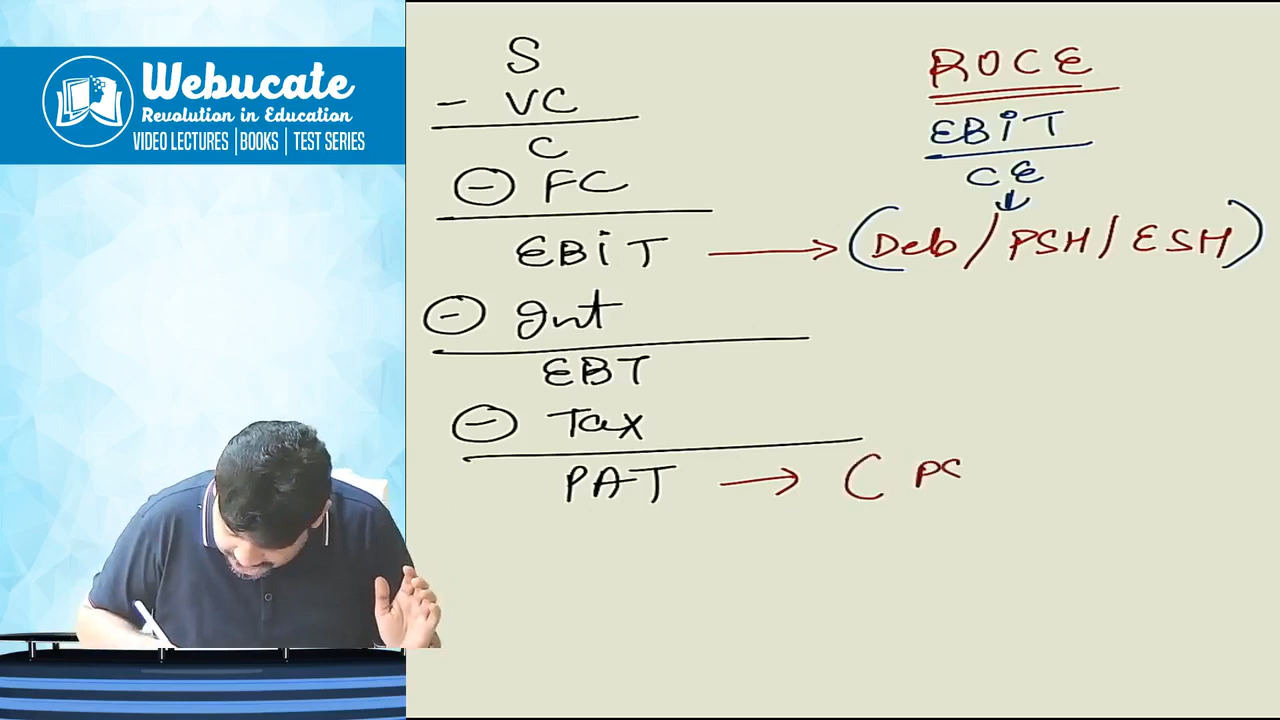 Webucate
Revolution in Education
VIDEO LECTURES | BOOKS | TEST SERIES
S
- VC
C
(-) FC
EBIT → (Deb / PSH / ESH)
(-) Int
EBT
(-) Tax
PAT → ( PS
ROCE
EBIT
CE
↓